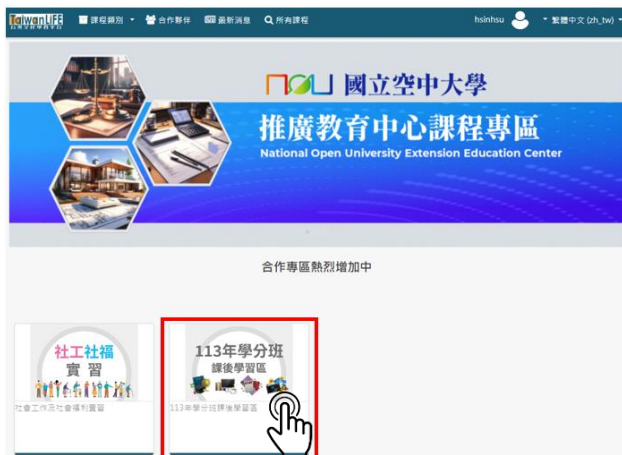 TaiwanLIFE 課程類別 合作夥伴 最新消息 所有課程 hsinhsu 繁體中文 (zh_tw)
nou 國立空中大學
推廣教育中心課程專區
National Open University Extension Education Center
合作專區熱烈增加中
社工社福
實習
社會工作及社會福利實習
113年學分班
課後學習區
113年學分班課後學習區